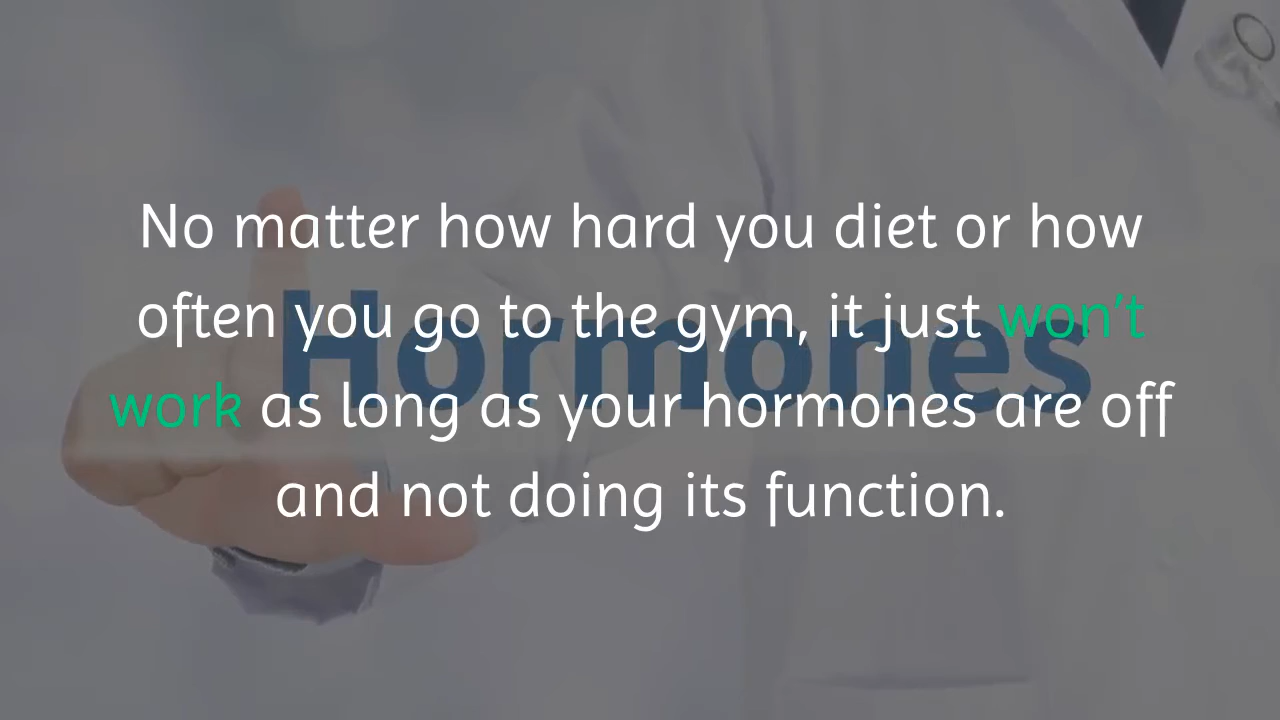 No matter how hard you diet or how
often you go to the gym, it just won't
work as long as your hormones are off
and not doing its function.
Hormones